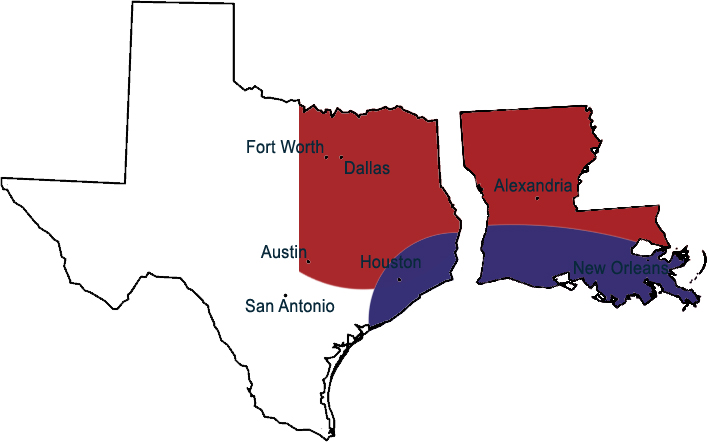 Fort Worth
Dallas
Alexandria
Austin
Houston
New Orleans
San Antonio